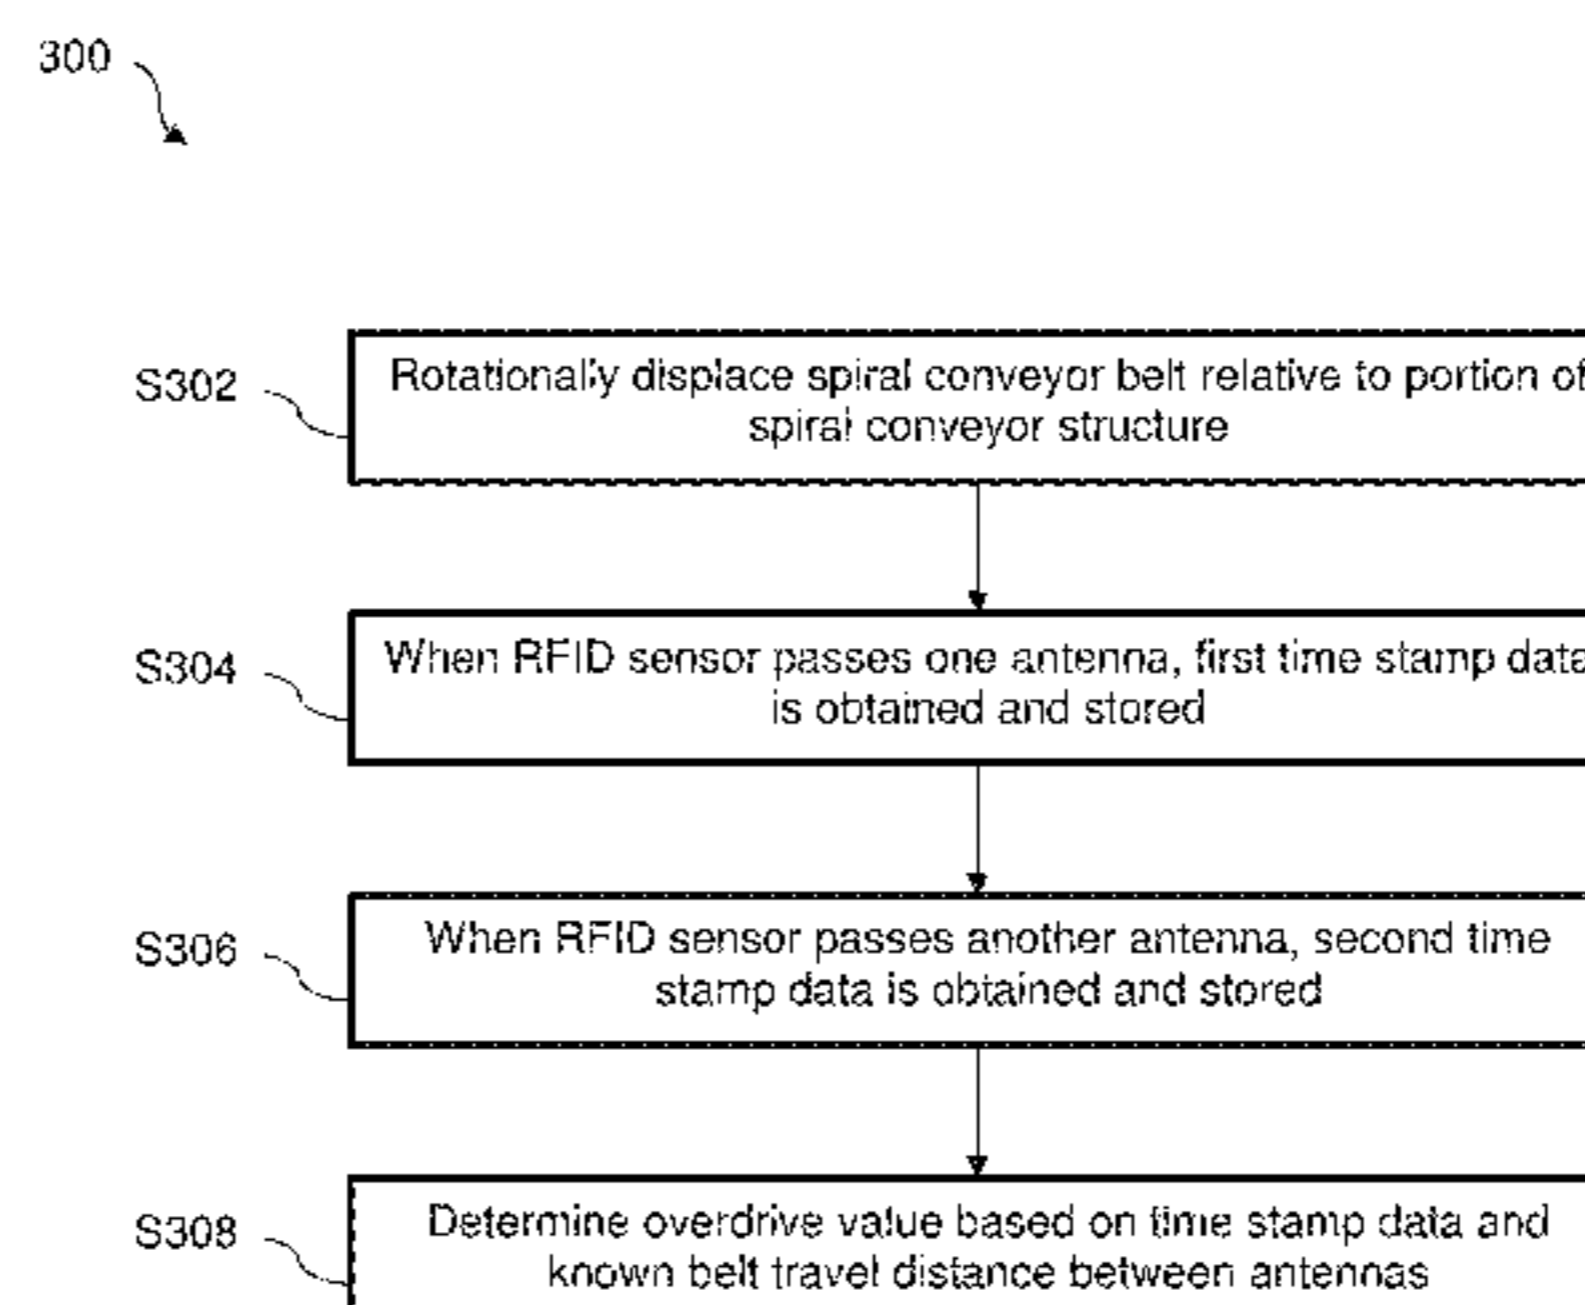 300
S302
Rotationally displace spiral conveyor belt relative to portion of
spiral conveyor structure
S304
When RFID sensor passes one antenna, first time stamp data
is obtained and stored
S306
When RFID sensor passes another antenna, second time
stamp data is obtained and stored
S308
Determine overdrive value based on time stamp data and
known belt travel distance between antennas